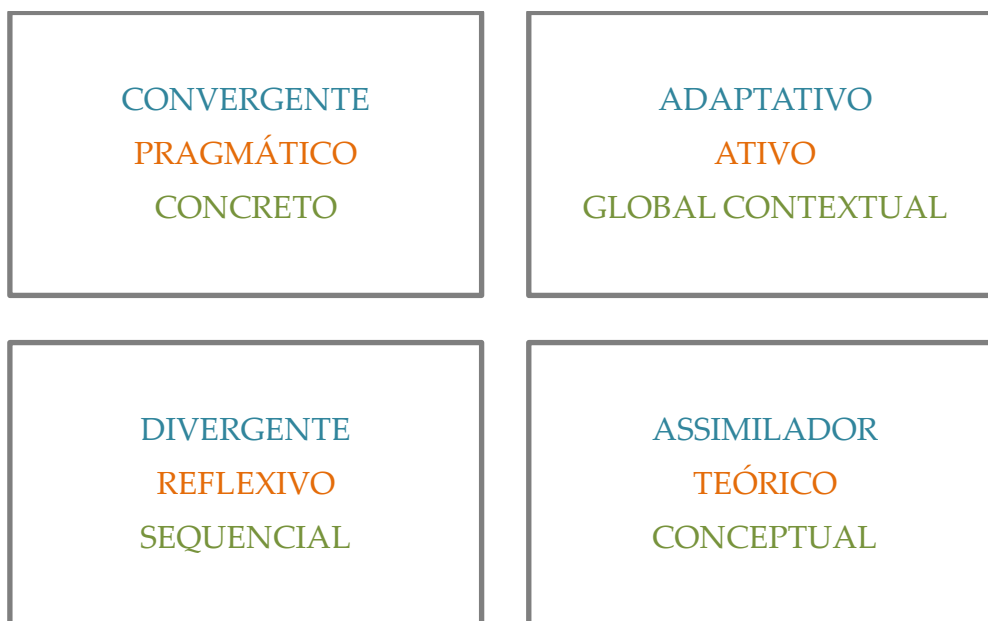 CONVERGENTE
PRAGMÁTICO
CONCRETO
ADAPTATIVO
ATIVO
GLOBAL CONTEXTUAL
DIVERGENTE
REFLEXIVO
SEQUENCIAL
ASSIMILADOR
TEÓRICO
CONCEPTUAL